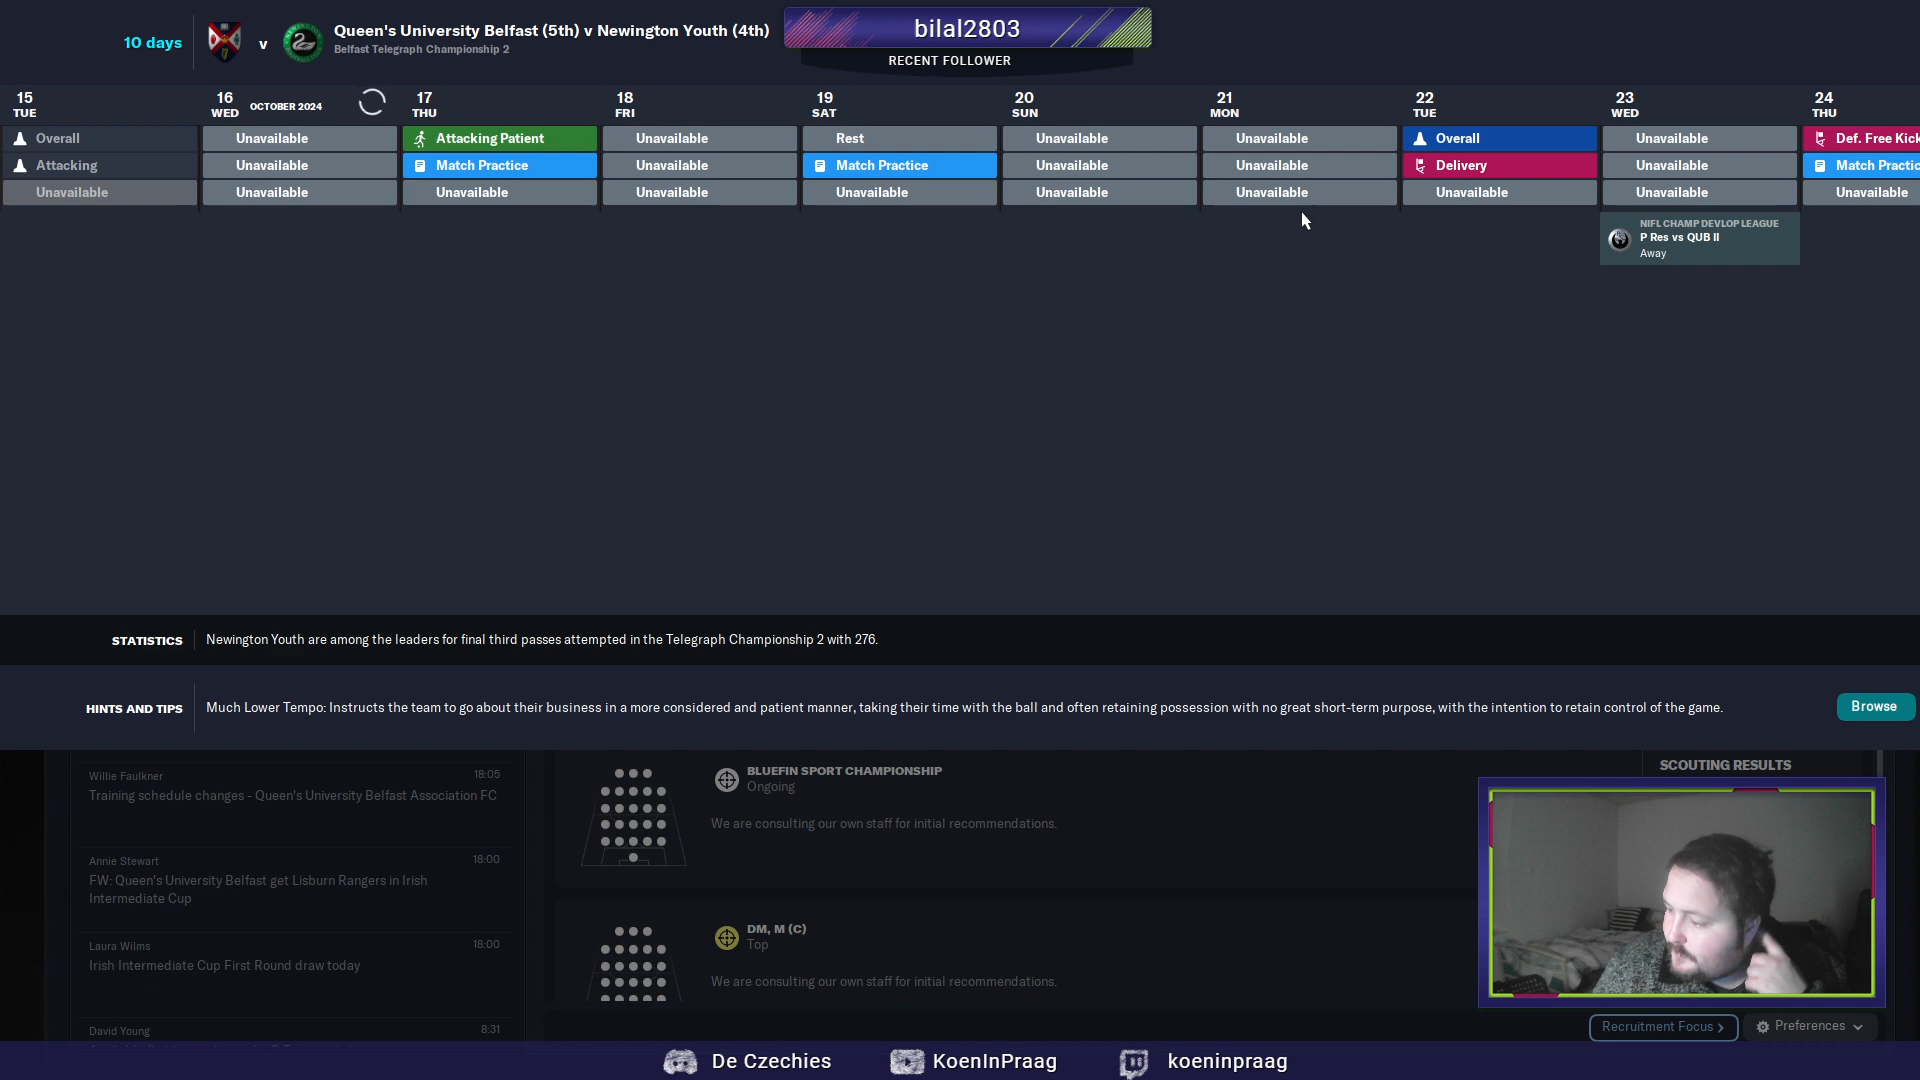 10 days
v
Queen's University Belfast (5th) v Newington Youth (4th)
Belfast Telegraph Championship 2
bilal2803
RECENT FOLLOWER
15
TUE
16
WED
OCTOBER 2024
17
THU
18
FRI
19
SAT
20
SUN
21
MON
22
TUE
23
WED
24
THU
Overall
Unavailable
Attacking Patient
Unavailable
Rest
Unavailable
Unavailable
Overall
Unavailable
Def. Free Kick
Attacking
Unavailable
Match Practice
Unavailable
Match Practice
Unavailable
Unavailable
Delivery
Unavailable
Match Practic
Unavailable
Unavailable
Unavailable
Unavailable
Unavailable
Unavailable
Unavailable
Unavailable
Unavailable
Unavailable
NIFL CHAMP DEVLOP LEAGUE
P Res vs QUB II
Away
STATISTICS
Newington Youth are among the leaders for final third passes attempted in the Telegraph Championship 2 with 276.
HINTS AND TIPS
Much Lower Tempo: Instructs the team to go about their business in a more considered and patient manner, taking their time with the ball and often retaining possession with no great short-term purpose, with the intention to retain control of the game.
Browse
Willie Faulkner
18:05
Training schedule changes - Queen's University Belfast Association FC
Annie Stewart
18:00
FW: Queen's University Belfast get Lisburn Rangers in Irish
Intermediate Cup
Laura Wilms
18:00
Irish Intermediate Cup First Round draw today
David Young
8:31
BLUEFIN SPORT CHAMPIONSHIP
Ongoing
We are consulting our own staff for initial recommendations.
DM, M (C)
Top
We are consulting our own staff for initial recommendations.
SCOUTING RESULTS
Recruitment Focus
Preferences
De Czechies
KoenInPraag
koeninpraag